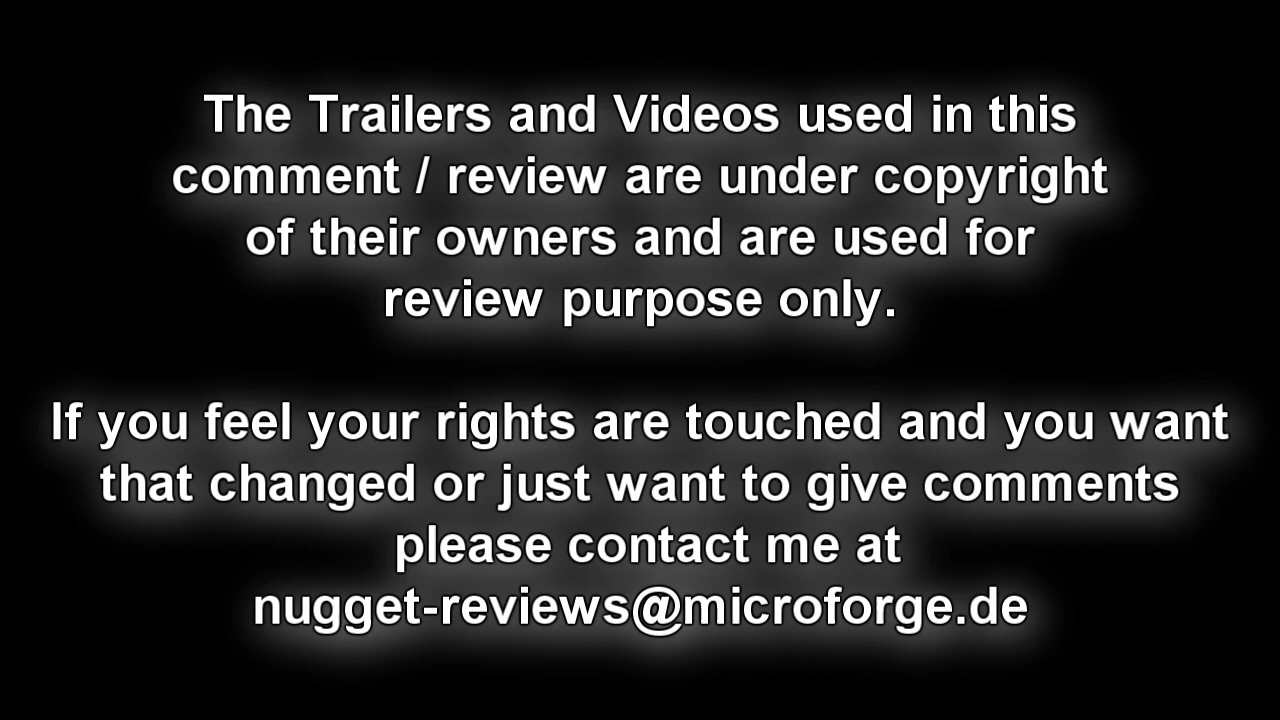 The Trailers and Videos used in this
comment / review are under copyright
of their owners and are used for
review purpose only.
If you feel your rights are touched and you want
that changed or just want to give comments
please contact me at
nugget-reviews@microforge.de